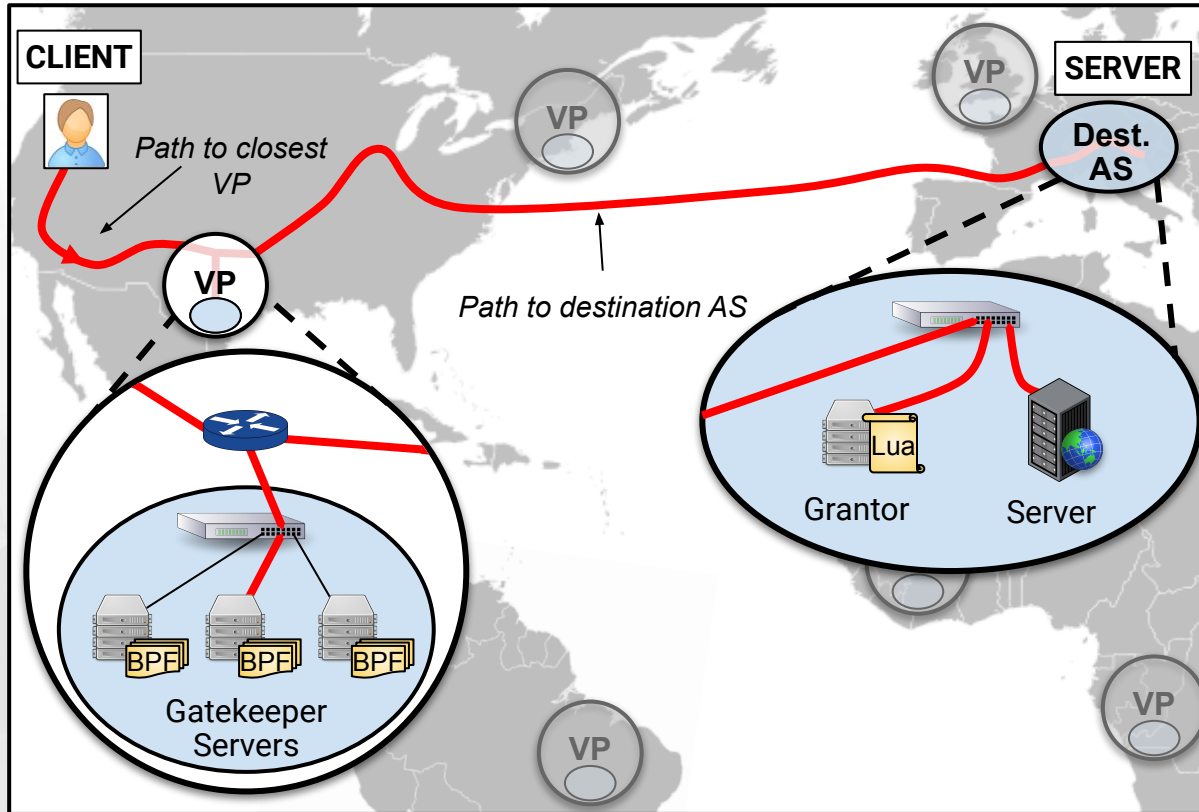 CLIENT
VP
VP
SERVER
Dest.
AS
Path to closest
VP
VP
Path to destination AS
Lua
Grantor
Server
BPF
BPF
BPF
Gatekeeper
Servers
VP
VP